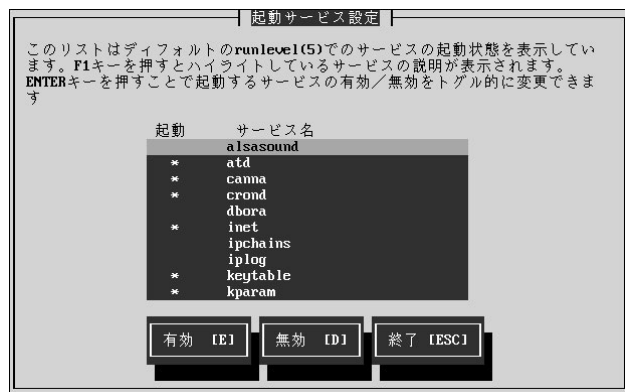 起動サービス設定
このリストはディフォルトのrunlevel(5)でのサービスの起動状態を表示してい
ます。F1キーを押すとハイライトしているサービスの説明が表示されます。
ENTERキーを押すことで起動するサービスの有効／無効をトグル的に変更できま
す
起動 サービス名
alsasound
* atd
* canna
* crond
dbora
* inet
ipchains
iplog
* keytable
* kparam
有効 [E] 無効 [D] 終了 [ESC]